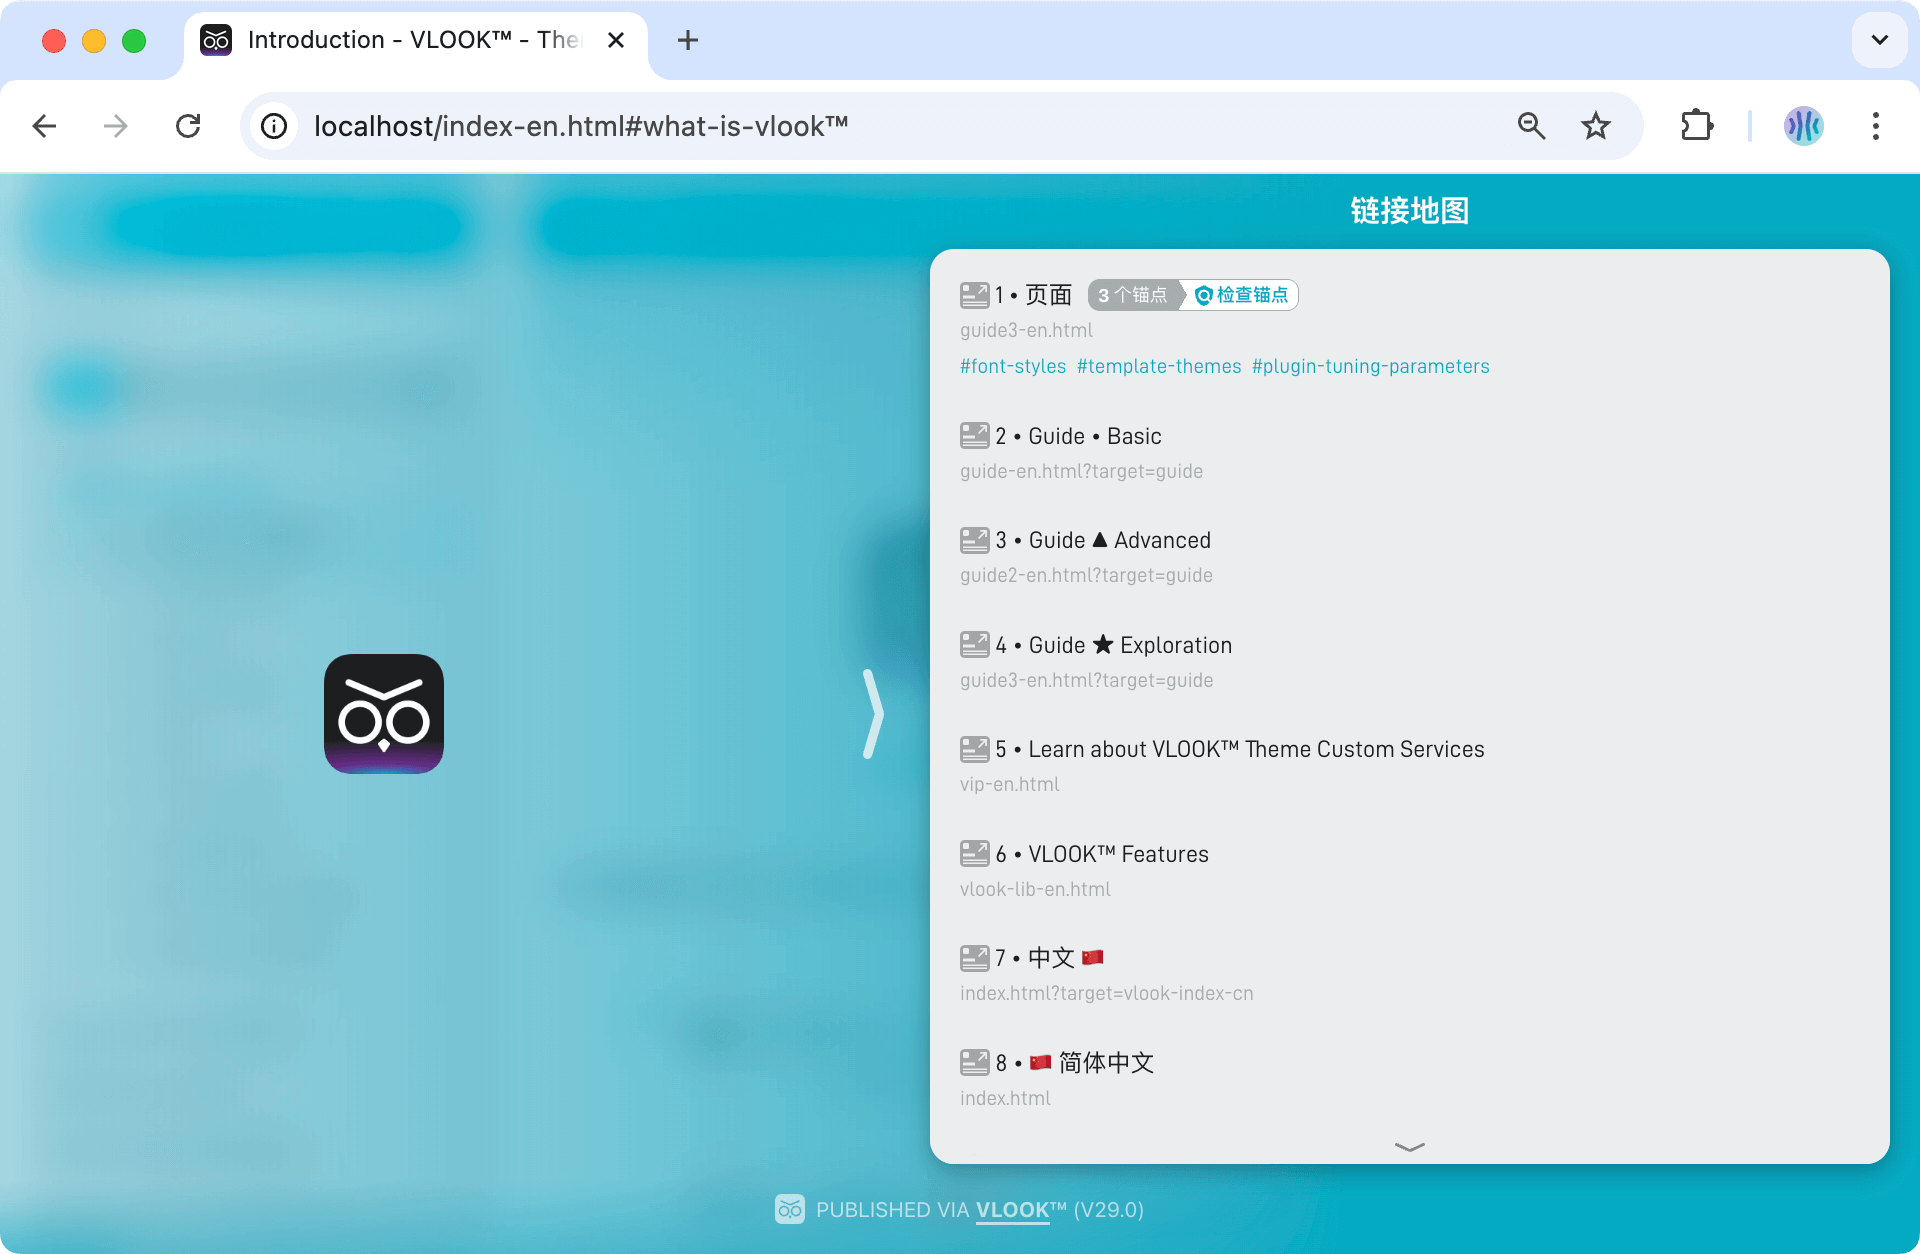 Introduction - VLOOK™ - The
localhost/index-en.html#what-is-vlook™
链接地图
1 • 页面 3 个锚点 检查锚点
guide3-en.html
#font-styles #template-themes #plugin-tuning-parameters
2 • Guide • Basic
guide-en.html?target=guide
3 • Guide ▲ Advanced
guide2-en.html?target=guide
4 • Guide ★ Exploration
guide3-en.html?target=guide
5 • Learn about VLOOK™ Theme Custom Services
vip-en.html
6 • VLOOK™ Features
vlook-lib-en.html
7 • 中文 🇨🇳
index.html?target=vlook-index-cn
8 • 🇨🇳 简体中文
index.html
PUBLISHED VIA VLOOK™ (V29.0)